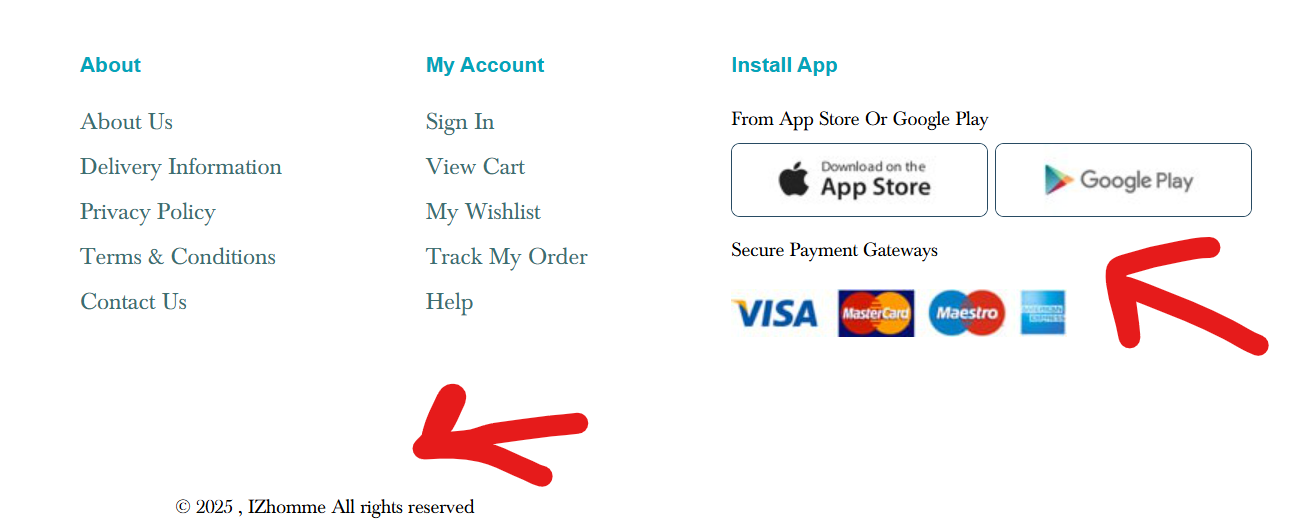 About
About Us
Delivery Information
Privacy Policy
Terms & Conditions
Contact Us
My Account
Sign In
View Cart
My Wishlist
Track My Order
Help
Install App
From App Store Or Google Play
Download on the
App Store
Google Play
Secure Payment Gateways
VISA
MasterCard
Maestro
AMERICAN
EXPRESS
© 2025 , IZhomme All rights reserved